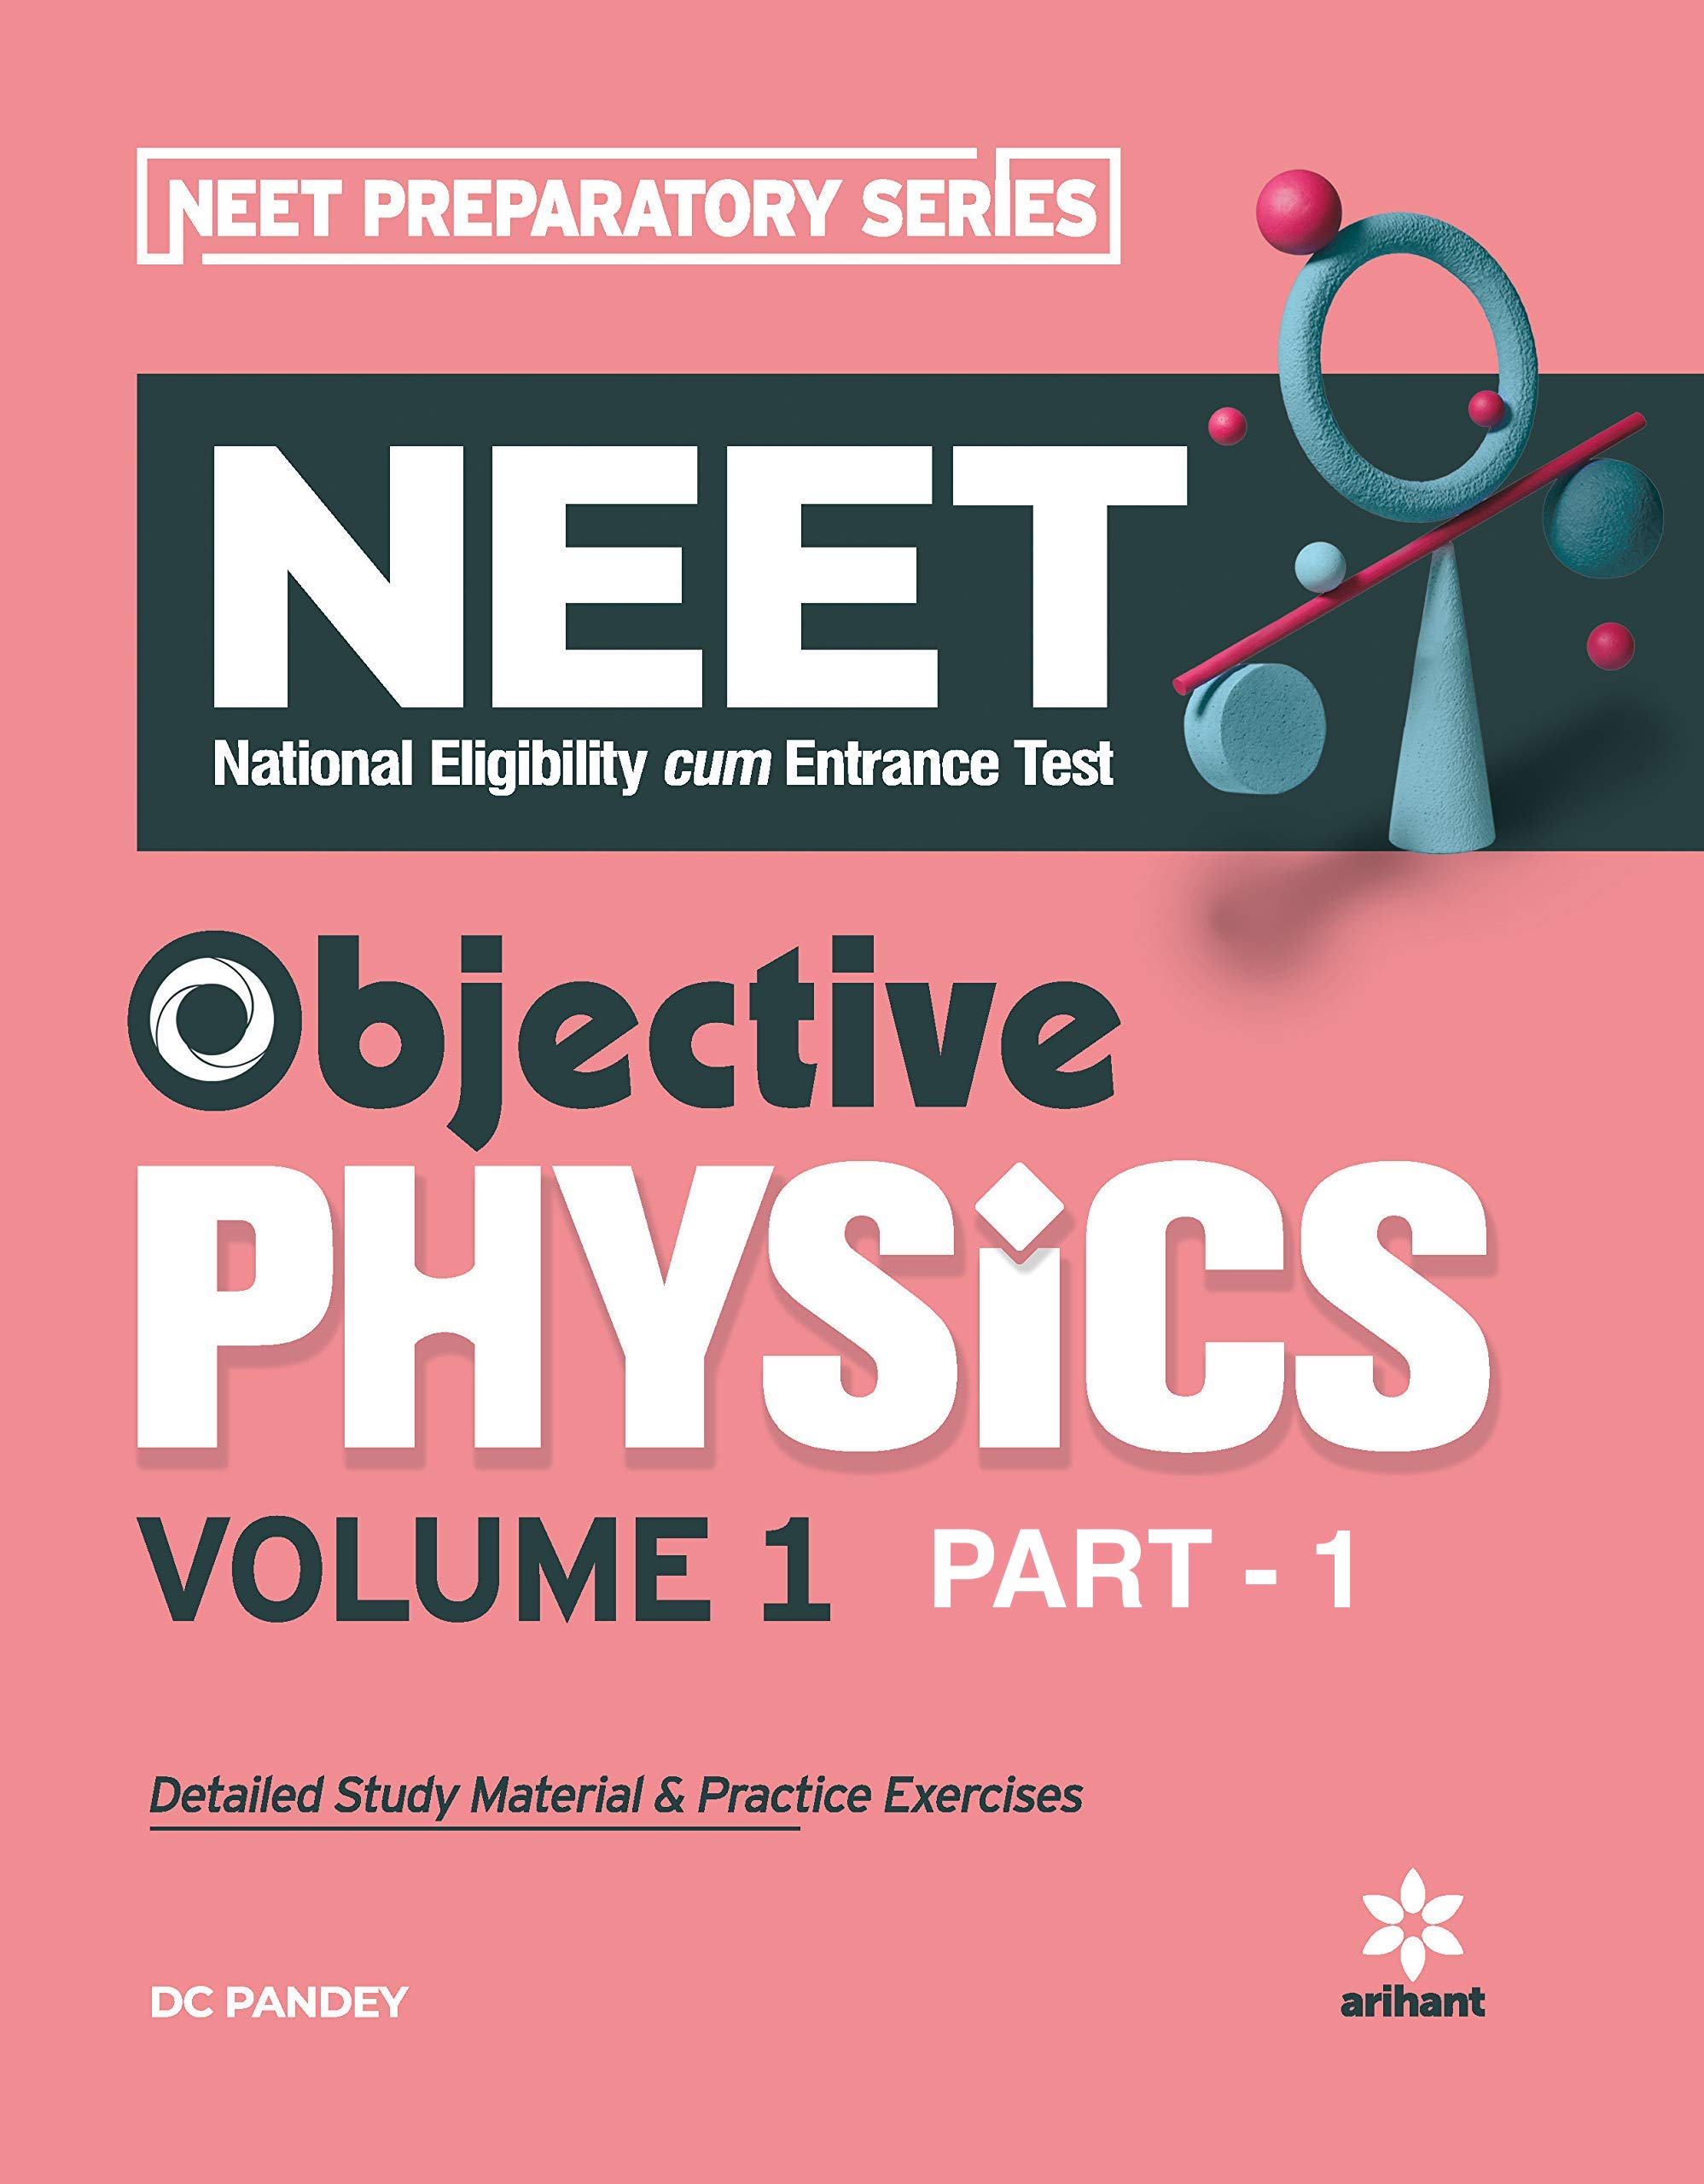 NEET PREPARATORY SERIES
NEET
National Eligibility cum Entrance Test
Objective
PHYSiCS
VOLUME 1 PART - 1
Detailed Study Material & Practice Exercises
DC PANDEY
arihant